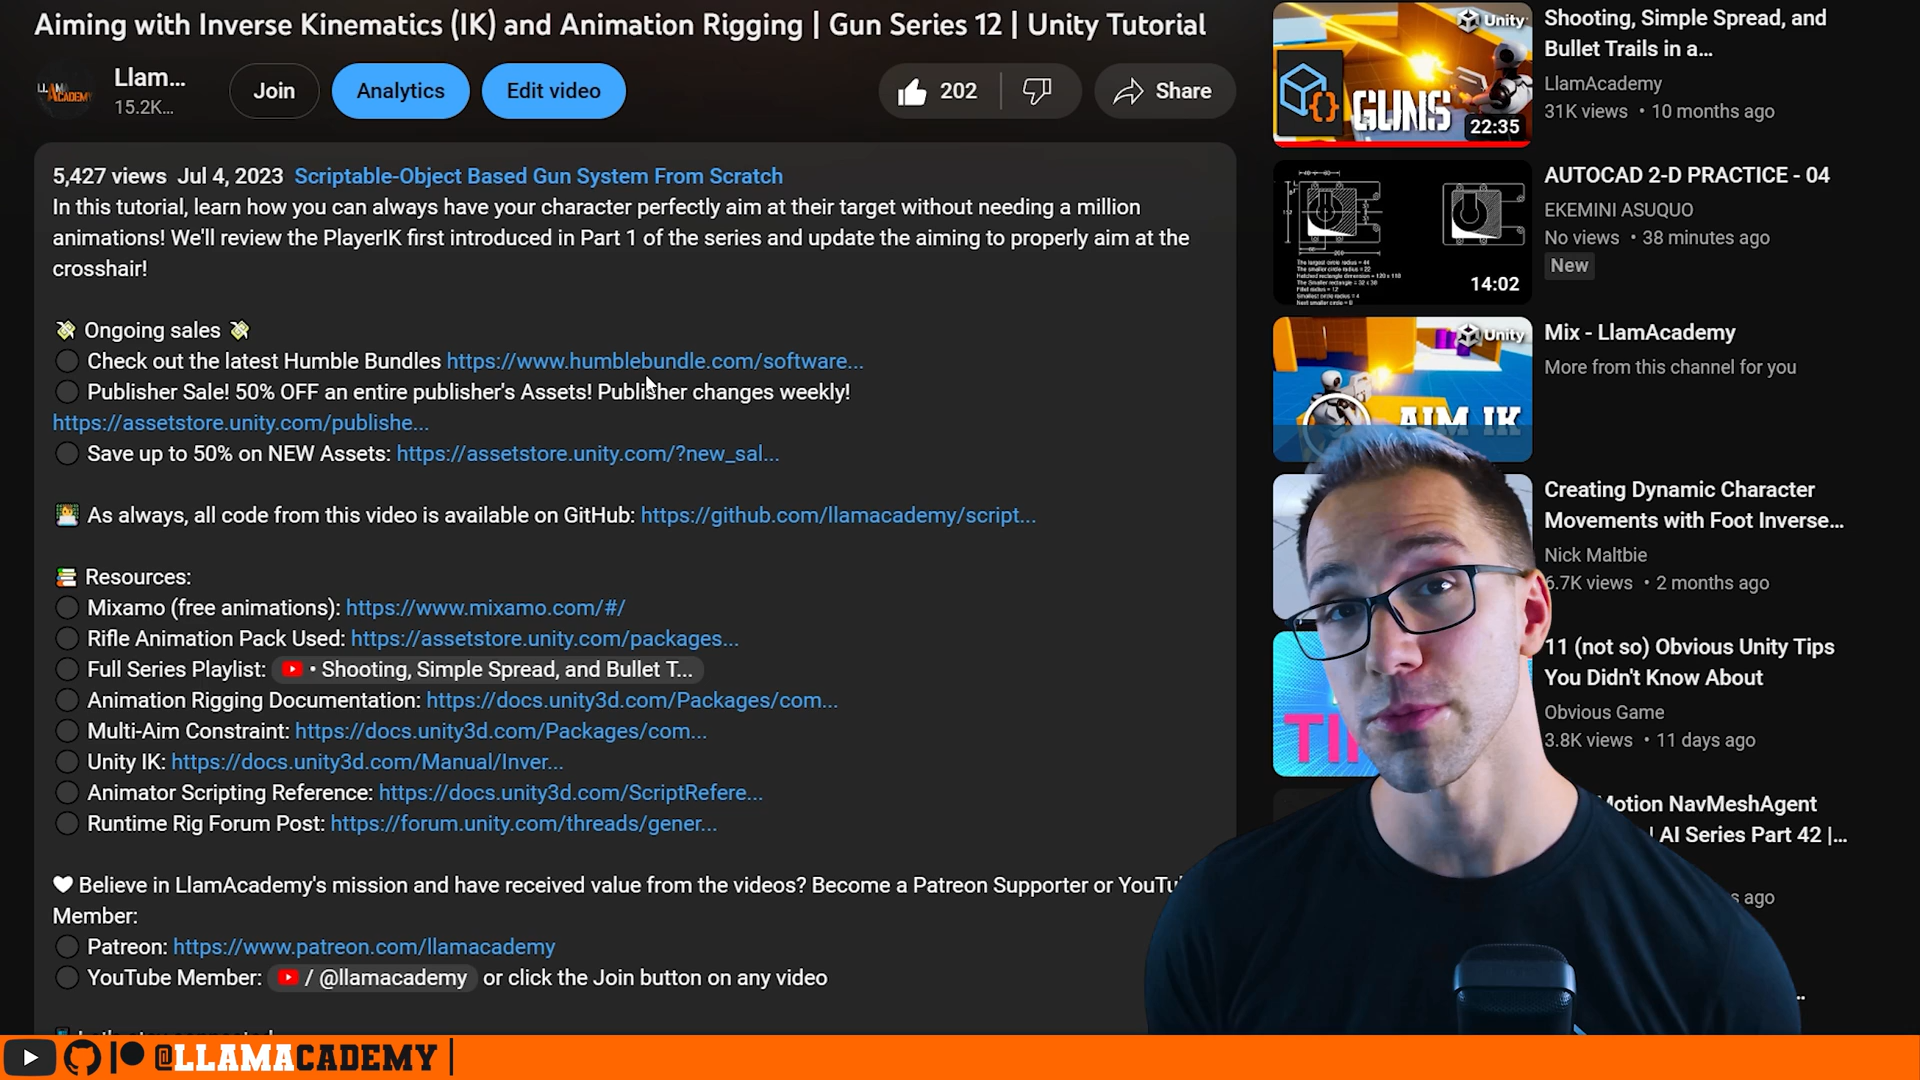 Aiming with Inverse Kinematics (IK) and Animation Rigging | Gun Series 12 | Unity Tutorial
Llam...
15.2K...
Join
Analytics
Edit video
202
Share
5,427 views Jul 4, 2023 Scriptable-Object Based Gun System From Scratch
In this tutorial, learn how you can always have your character perfectly aim at their target without needing a million
animations! We'll review the PlayerIK first introduced in Part 1 of the series and update the aiming to properly aim at the
crosshair!
Ongoing sales
Check out the latest Humble Bundles https://www.humblebundle.com/software...
Publisher Sale! 50% OFF an entire publisher's Assets! Publisher changes weekly!
https://assetstore.unity.com/publishe...
Save up to 50% on NEW Assets: https://assetstore.unity.com/?new_sal...
As always, all code from this video is available on GitHub: https://github.com/llamacademy/script...
Resources:
Mixamo (free animations): https://www.mixamo.com/#/
Rifle Animation Pack Used: https://assetstore.unity.com/packages...
Full Series Playlist: • Shooting, Simple Spread, and Bullet T...
Animation Rigging Documentation: https://docs.unity3d.com/Packages/com...
Multi-Aim Constraint: https://docs.unity3d.com/Packages/com...
Unity IK: https://docs.unity3d.com/Manual/Inver...
Animator Scripting Reference: https://docs.unity3d.com/ScriptRefere...
Runtime Rig Forum Post: https://forum.unity.com/threads/gener...
Believe in LlamAcademy's mission and have received value from the videos? Become a Patreon Supporter or YouTu
Member:
Patreon: https://www.patreon.com/llamacademy
YouTube Member: / @llamacademy or click the Join button on any video
Unity
GUNS
22:35
Shooting, Simple Spread, and
Bullet Trails in a...
LlamAcademy
31K views • 10 months ago
14:02
AUTOCAD 2-D PRACTICE - 04
EKEMINI ASUQUO
No views • 38 minutes ago
New
Unity
AIM IK
Mix - LlamAcademy
More from this channel for you
Creating Dynamic Character
Movements with Foot Inverse...
Nick Maltbie
6.7K views • 2 months ago
11 (not so) Obvious Unity Tips
You Didn't Know About
Obvious Game
3.8K views • 11 days ago
Motion NavMeshAgent
| AI Series Part 42 |...
s ago
@LLAMACADEMY